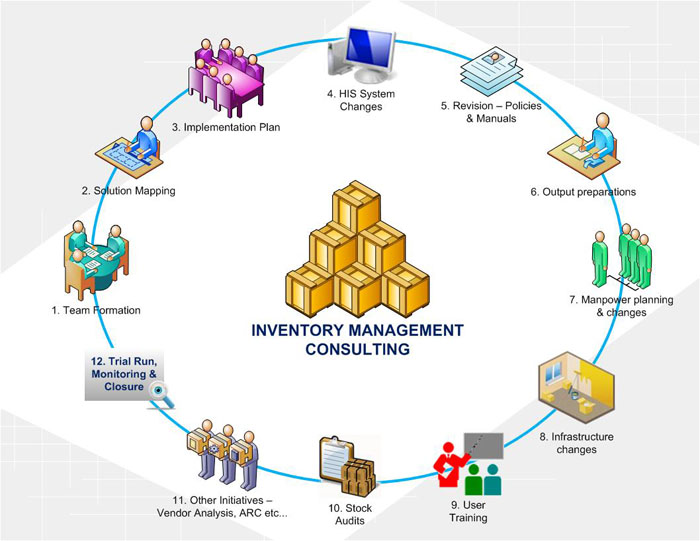 4. HIS System
Changes
3. Implementation Plan
5. Revision – Policies
& Manuals
2. Solution Mapping
6. Output preparations
1. Team Formation
7. Manpower planning
& changes
INVENTORY MANAGEMENT
CONSULTING
12. Trial Run,
Monitoring &
Closure
8. Infrastructure
changes
11. Other Initiatives –
Vendor Analysis, ARC etc...
10. Stock
Audits
9. User
Training